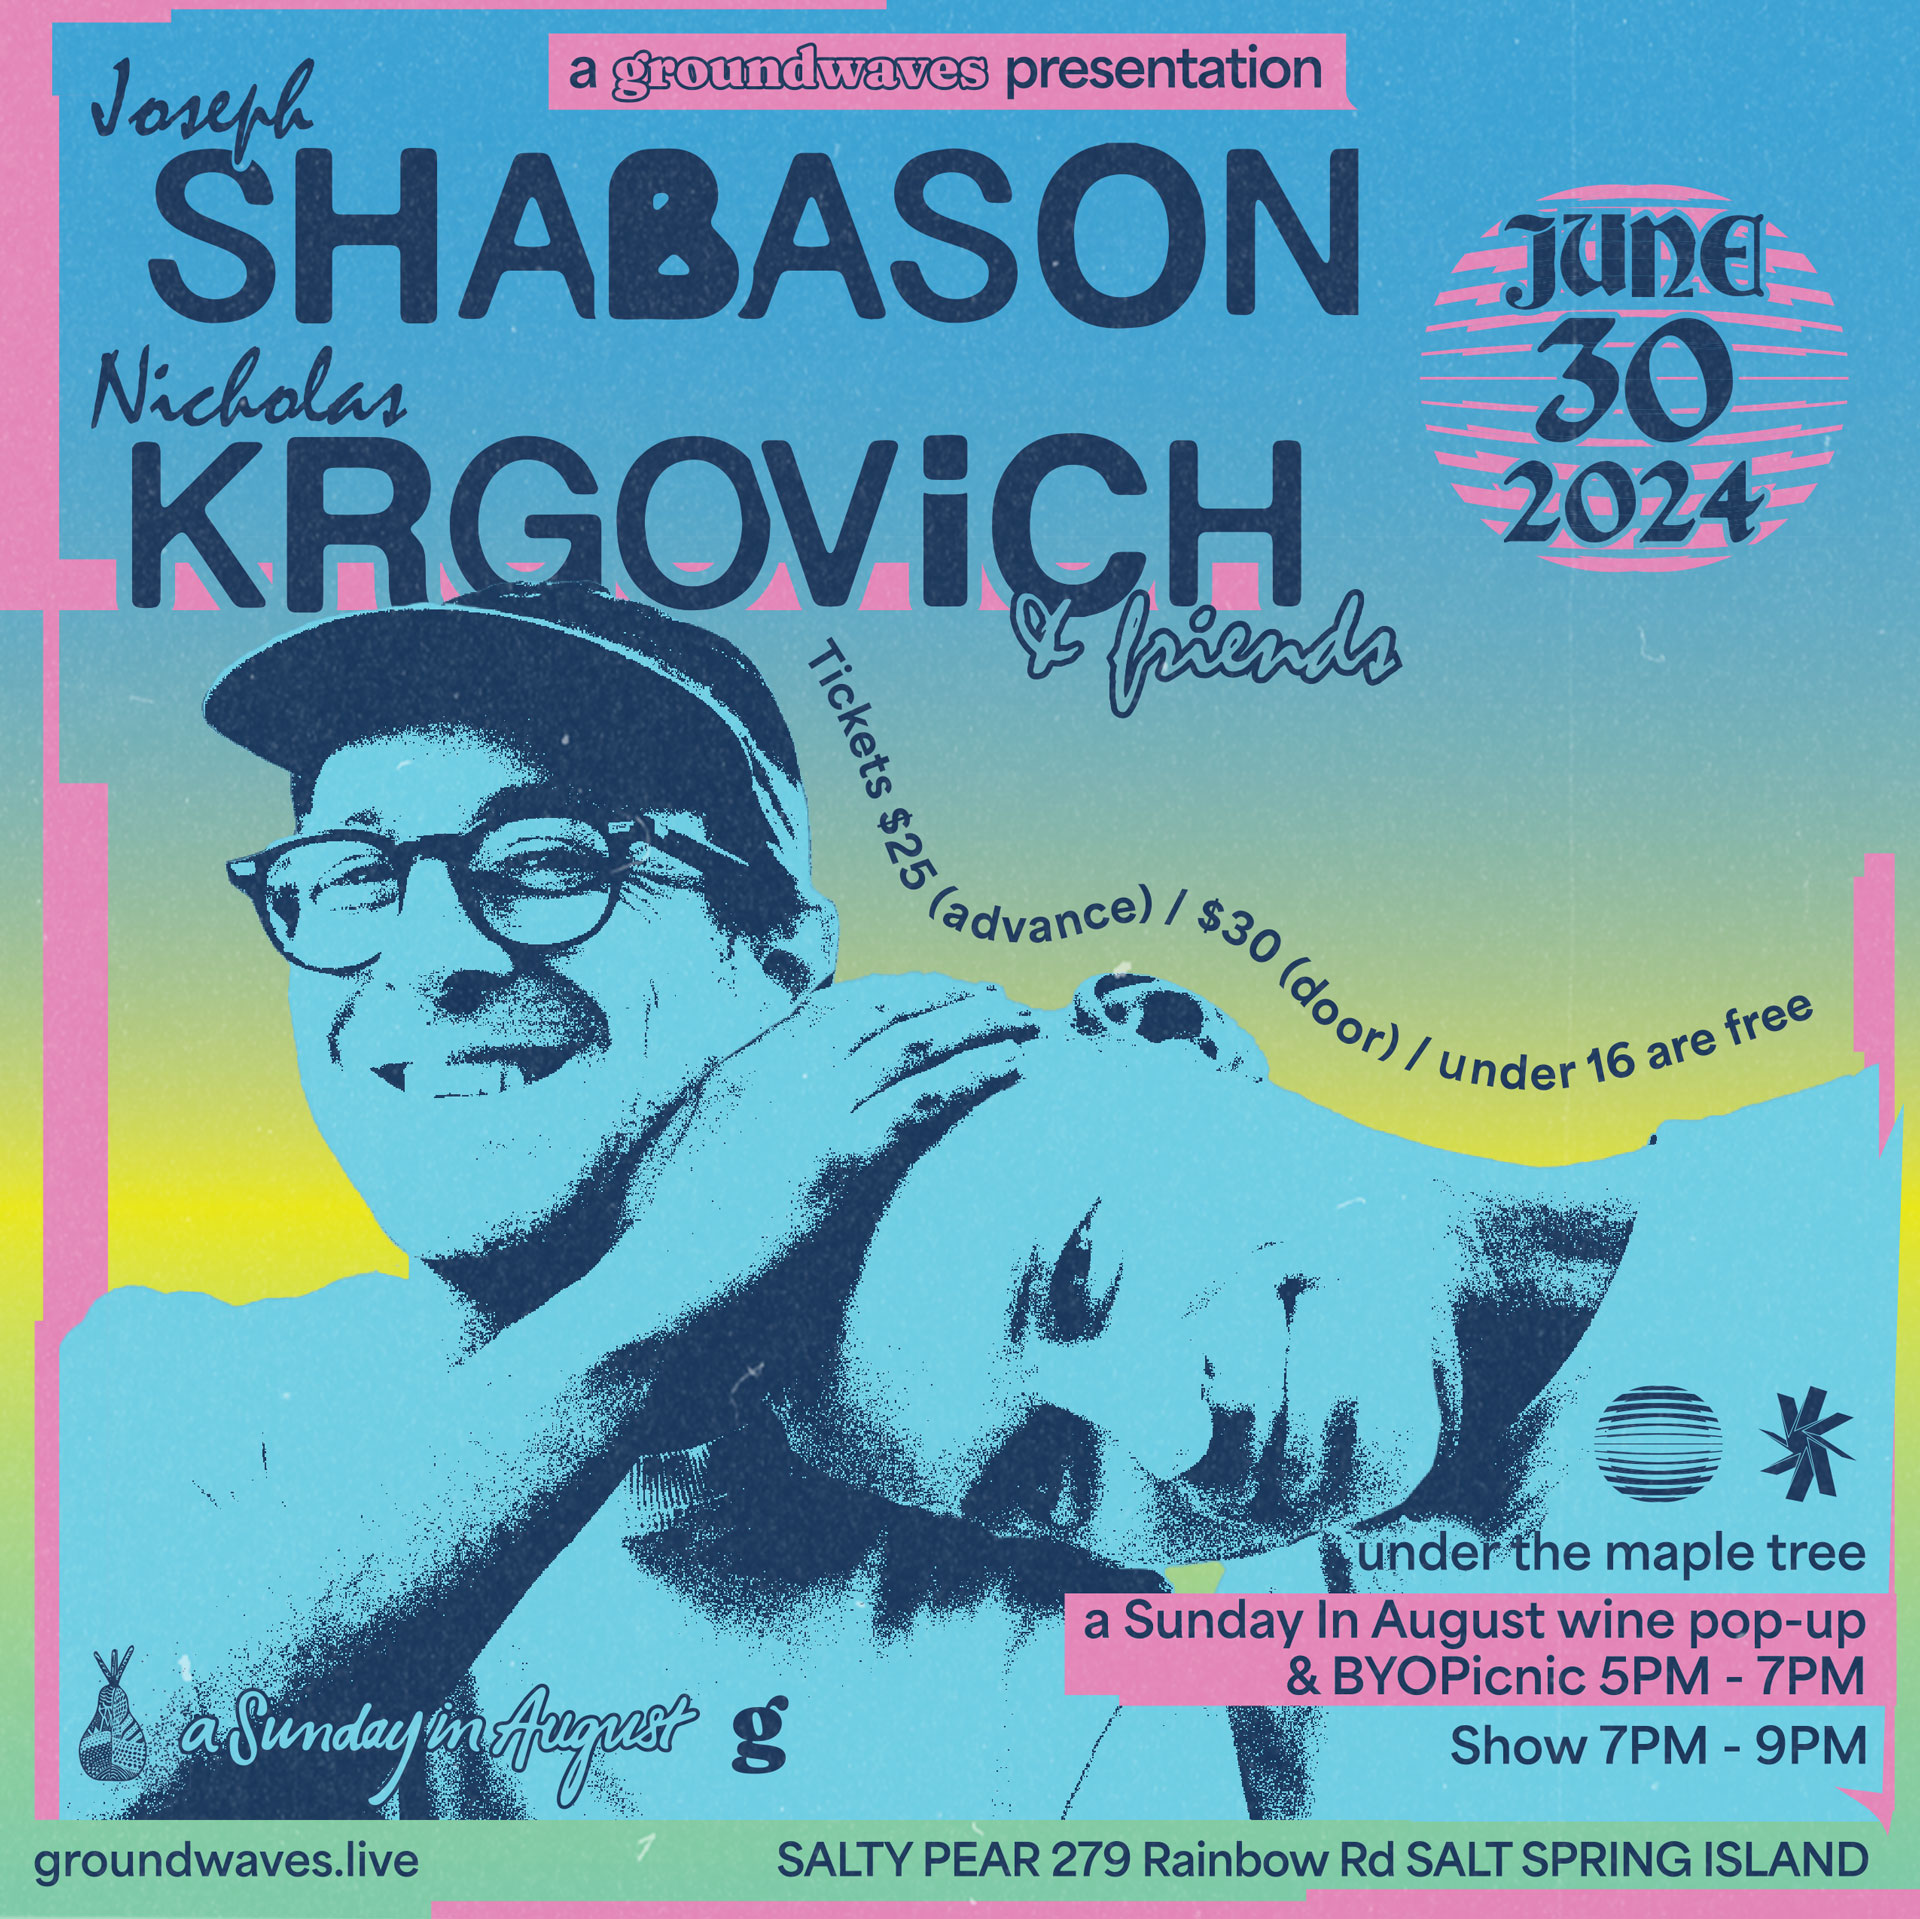 a groundwaves presentation
Joseph
SHABASON
Nicholas
KRGOViCH
& friends
JUNE
30
2024
Tickets $25 (advance) / $30 (door) / under 16 are free
under the maple tree
a Sunday In August wine pop-up
& BYOPicnic 5PM - 7PM
Show 7PM - 9PM
a Sunday in August
g
groundwaves.live
SALTY PEAR 279 Rainbow Rd SALT SPRING ISLAND